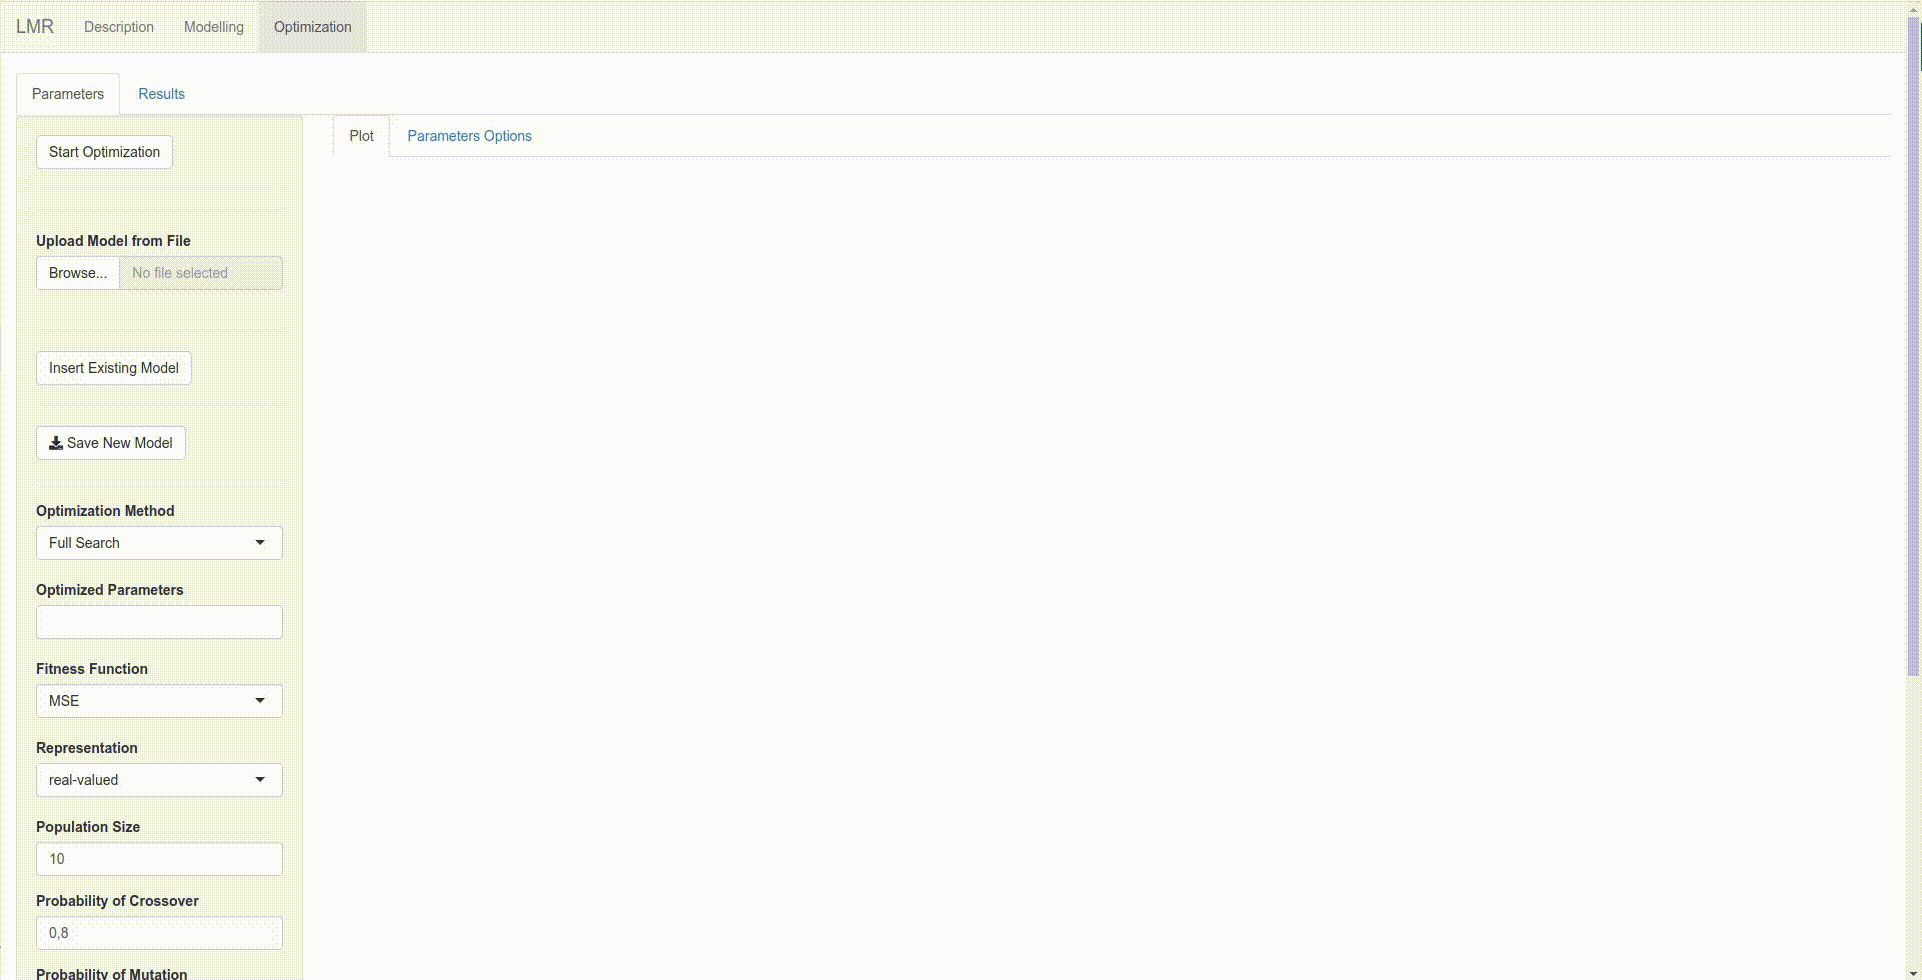 LMR Description Modelling Optimization
Parameters Results
Start Optimization
Plot Parameters Options
Upload Model from File
Browse... No file selected
Insert Existing Model
Save New Model
Optimization Method
Full Search
Optimized Parameters
Fitness Function
MSE
Representation
real-valued
Population Size
10
Probability of Crossover
0,8
Probability of Mutation